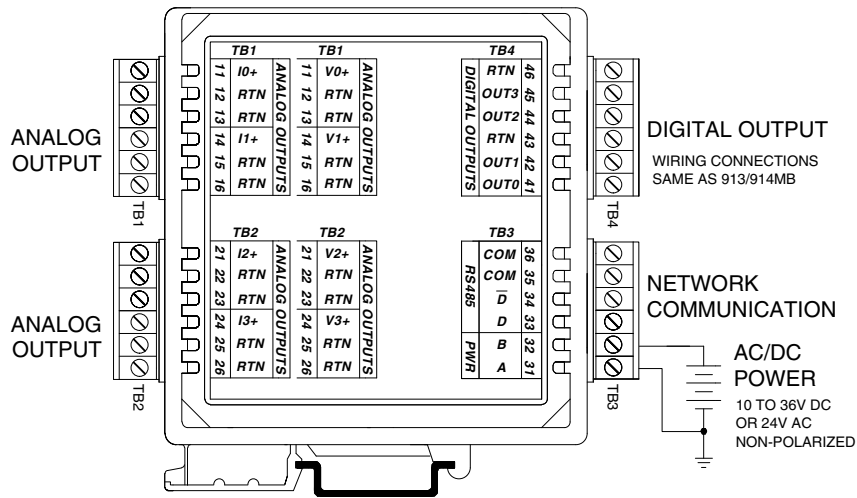 ANALOG
OUTPUT
TB1
ANALOG
OUTPUT
TB2
TB1
11 I0+
12 RTN
13 RTN
14 I1+
15 RTN
16 RTN
ANALOG OUTPUTS
TB1
11 V0+
12 RTN
13 RTN
14 V1+
15 RTN
16 RTN
ANALOG OUTPUTS
TB2
21 I2+
22 RTN
23 RTN
24 I3+
25 RTN
26 RTN
ANALOG OUTPUTS
TB2
21 V2+
22 RTN
23 RTN
24 V3+
25 RTN
26 RTN
ANALOG OUTPUTS
TB4
DIGITAL OUTPUTS
RTN 46
OUT3 45
OUT2 44
RTN 43
OUT1 42
OUT0 41
TB3
RS485
COM 36
COM 35
D̅ 34
D 33
PWR
B 32
A 31
TB4
DIGITAL OUTPUT
WIRING CONNECTIONS
SAME AS 913/914MB
TB3
NETWORK
COMMUNICATION
AC/DC
POWER
10 TO 36V DC
OR 24V AC
NON-POLARIZED